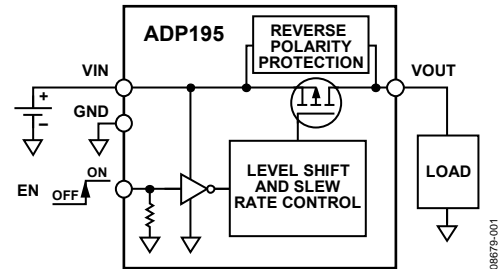 ADP195
REVERSE
POLARITY
PROTECTION
VIN
VOUT
+
–
GND
LEVEL SHIFT
AND SLEW
RATE CONTROL
LOAD
EN
OFF
ON
08679-001